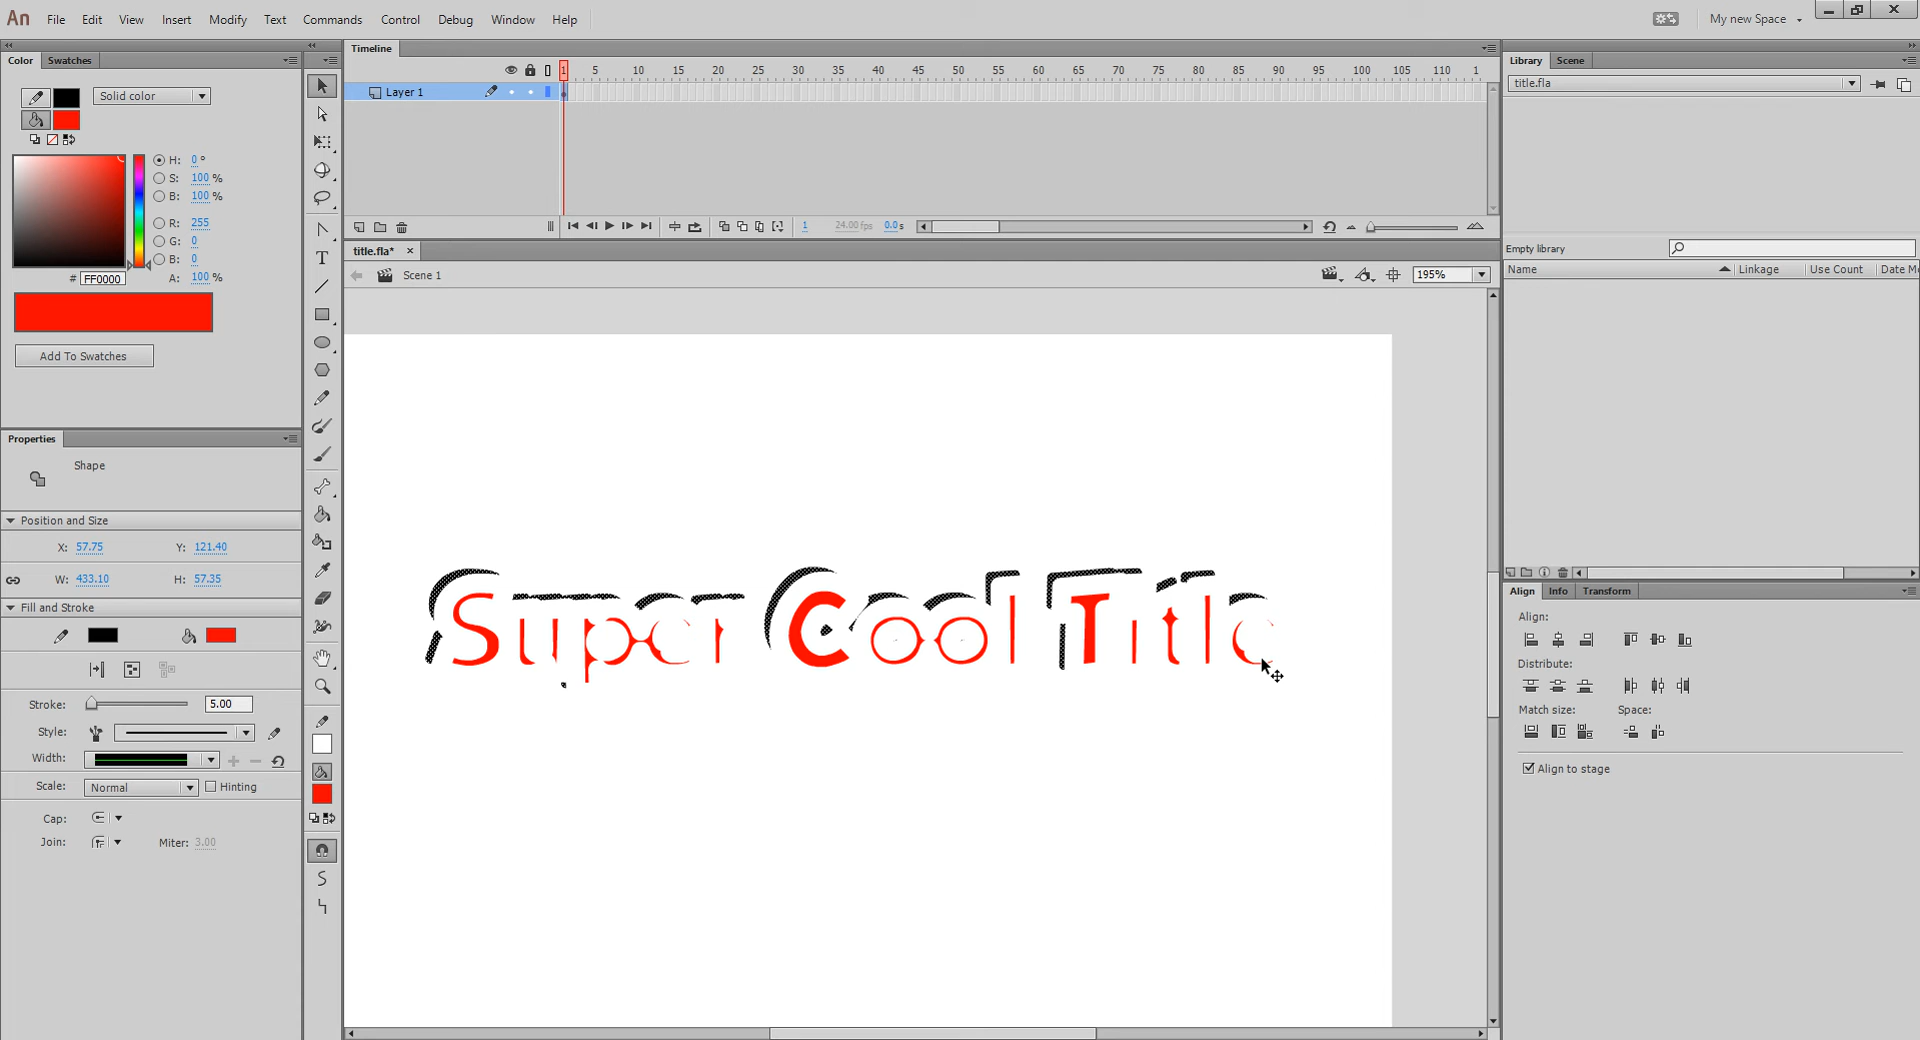 An File Edit View Insert Modify Text Commands Control Debug Window Help My new Space
Color Swatches
Solid color
H: 0 °
S: 100 %
B: 100 %
R: 255
G: 0
B: 0
A: 100 %
# FF0000
Add To Swatches
Properties
Shape
Position and Size
X: 57.75 Y: 121.40
W: 433.10 H: 57.35
Fill and Stroke
Stroke: 5.00
Style:
Width:
Scale: Normal Hinting
Cap:
Join: Miter: 3.00
T
Timeline
1 5 10 15 20 25 30 35 40 45 50 55 60 65 70 75 80 85 90 95 100 105 110 1
Layer 1
1 24.00 fps 0.0 s
title.fla*
Scene 1
195%
Super Cool Title
Library Scene
title.fla
Empty library
Name Linkage Use Count Date M
Align Info Transform
Align:
Distribute:
Match size: Space:
Align to stage